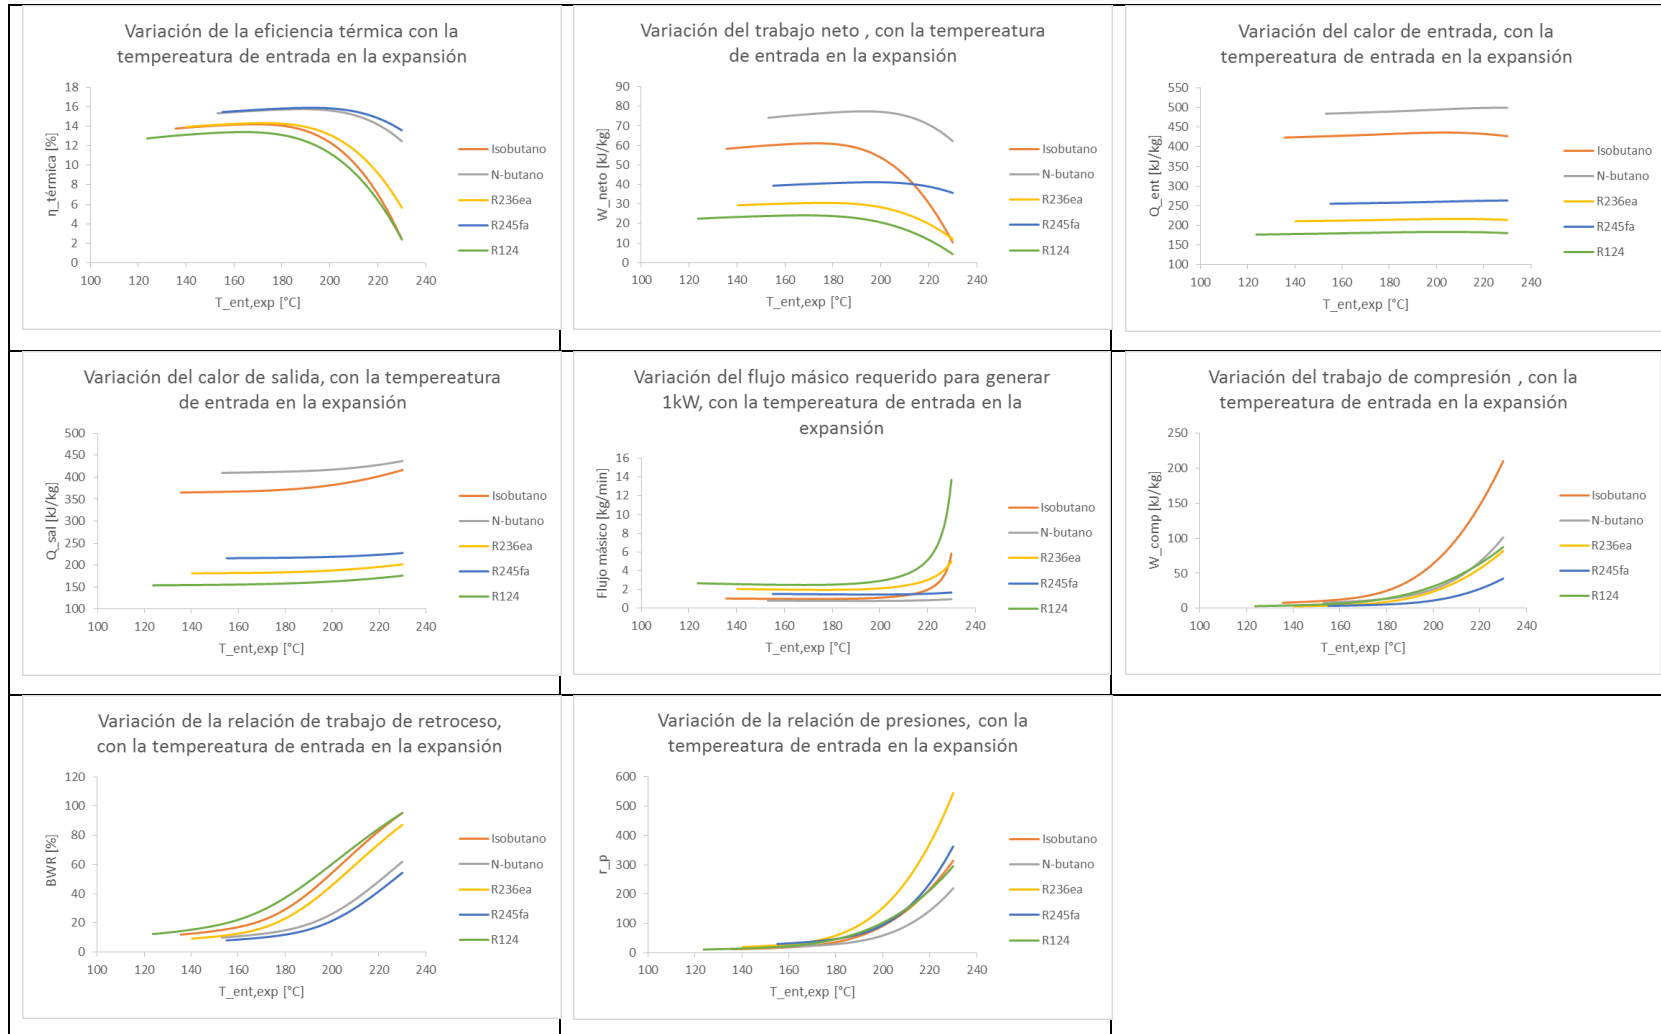 Variación de la eficiencia térmica con la
tempereatura de entrada en la expansión
η_térmica [%]
18
16
14
12
10
8
6
4
2
0
100
120
140
160
180
200
220
240
T_ent,exp [°C]
Isobutano
N-butano
R236ea
R245fa
R124
Variación del trabajo neto , con la tempereatura
de entrada en la expansión
W_neto [kJ/kg]
90
80
70
60
50
40
30
20
10
0
100
120
140
160
180
200
220
240
T_ent,exp [°C]
Isobutano
N-butano
R236ea
R245fa
R124
Variación del calor de entrada, con la
tempereatura de entrada en la expansión
Q_ent [kJ/kg]
550
500
450
400
350
300
250
200
150
100
100
120
140
160
180
200
220
240
T_ent,exp [°C]
Isobutano
N-butano
R236ea
R245fa
R124
Variación del calor de salida, con la tempereatura
de entrada en la expansión
Q_sal [kJ/kg]
500
450
400
350
300
250
200
150
100
100
120
140
160
180
200
220
240
T_ent,exp [°C]
Isobutano
N-butano
R236ea
R245fa
R124
Variación del flujo másico requerido para generar
1kW, con la tempereatura de entrada en la
expansión
Flujo másico [kg/min]
16
14
12
10
8
6
4
2
0
100
120
140
160
180
200
220
240
T_ent,exp [°C]
Isobutano
N-butano
R236ea
R245fa
R124
Variación del trabajo de compresión , con la
tempereatura de entrada en la expansión
W_comp [kJ/kg]
250
200
150
100
50
0
100
120
140
160
180
200
220
240
T_ent,exp [°C]
Isobutano
N-butano
R236ea
R245fa
R124
Variación de la relación de trabajo de retroceso,
con la tempereatura de entrada en la expansión
BWR [%]
120
100
80
60
40
20
0
100
120
140
160
180
200
220
240
T_ent,exp [°C]
Isobutano
N-butano
R236ea
R245fa
R124
Variación de la relación de presiones, con la
tempereatura de entrada en la expansión
r_p
600
500
400
300
200
100
0
100
120
140
160
180
200
220
240
T_ent,exp [°C]
Isobutano
N-butano
R236ea
R245fa
R124